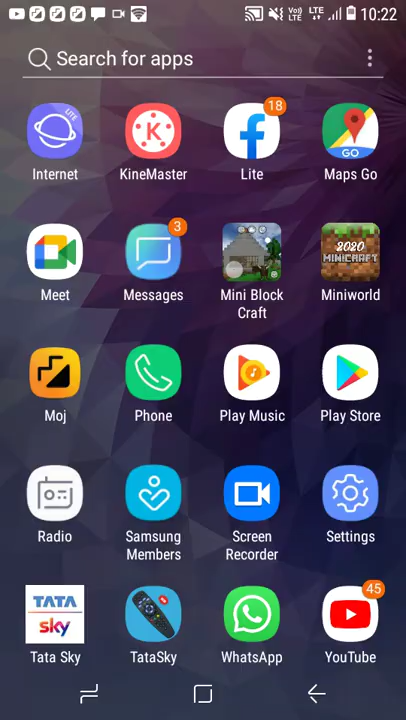 Vo))
LTE
LTE
10:22
Search for apps
LITE
18
GO
Internet
KineMaster
Lite
Maps Go
3
2020
MINICRAFT
Meet
Messages
Mini Block
Craft
Miniworld
Moj
Phone
Play Music
Play Store
Radio
Samsung
Members
Screen
Recorder
Settings
TATA
sky
45
Tata Sky
TataSky
WhatsApp
YouTube